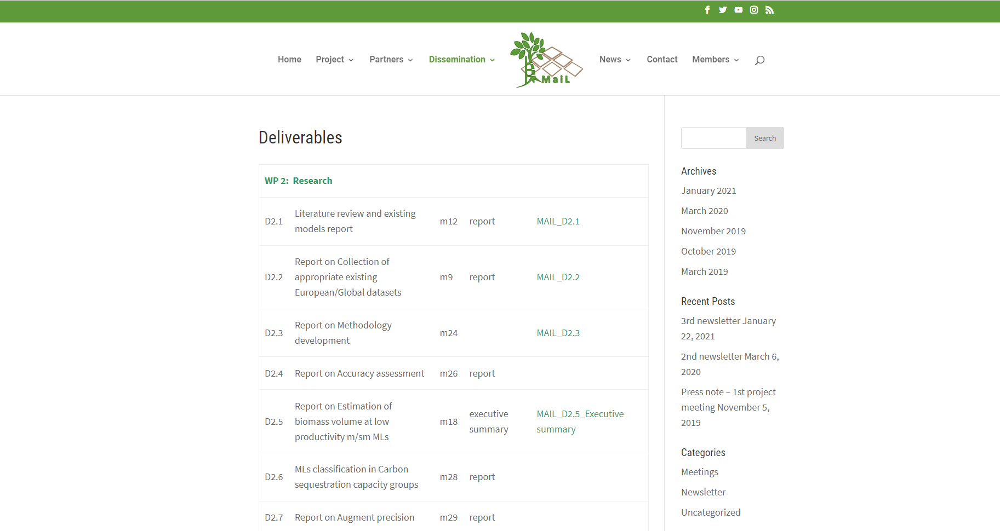 Home
Project
Partners
Dissemination
MaiL
News
Contact
Members
Deliverables
WP 2: Research
D2.1
Literature review and existing
models report
m12
report
MAIL_D2.1
D2.2
Report on Collection of
appropriate existing
European/Global datasets
m9
report
MAIL_D2.2
D2.3
Report on Methodology
development
m24
MAIL_D2.3
D2.4
Report on Accuracy assessment
m26
report
D2.5
Report on Estimation of
biomass volume at low
productivity m/sm MLs
m18
executive
summary
MAIL_D2.5_Executive
summary
D2.6
MLs classification in Carbon
sequestration capacity groups
m28
report
D2.7
Report on Augment precision
m29
report
Search
Archives
January 2021
March 2020
November 2019
October 2019
March 2019
Recent Posts
3rd newsletter January
22, 2021
2nd newsletter March 6,
2020
Press note – 1st project
meeting November 5,
2019
Categories
Meetings
Newsletter
Uncategorized